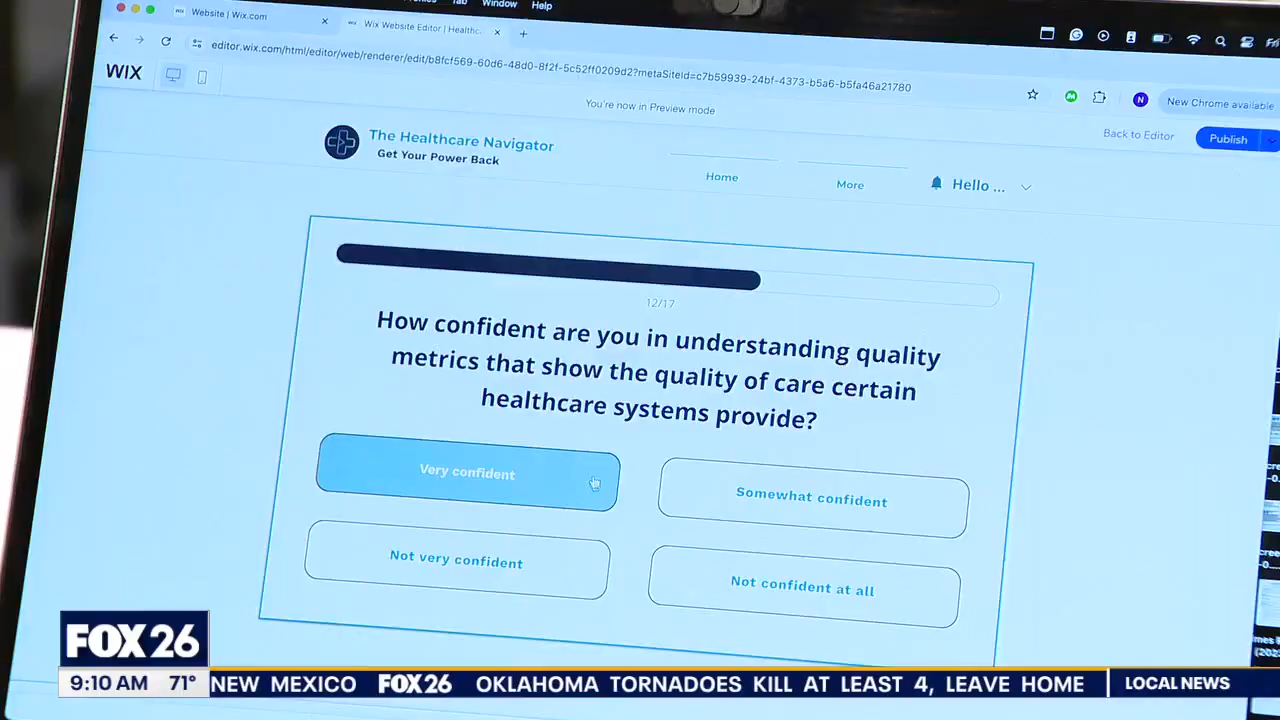 Tab Window Help
Website | Wix.com
Wix Website Editor | Healthc
editor.wix.com/html/editor/web/renderer/edit/b8fcf569-60d6-48d0-8f2f-5c52ff0209d2?metaSiteId=c7b59939-24bf-4373-b5a6-b5fa46a21780
New Chrome available
WIX
You're now in Preview mode
Back to Editor
Publish
The Healthcare Navigator
Get Your Power Back
Home
More
Hello ...
12/17
How confident are you in understanding quality
metrics that show the quality of care certain
healthcare systems provide?
Very confident
Somewhat confident
Not very confident
Not confident at all
FOX 26
9:10 AM 71°
NEW MEXICO FOX 26 OKLAHOMA TORNADOES KILL AT LEAST 4, LEAVE HOME
LOCAL NEWS